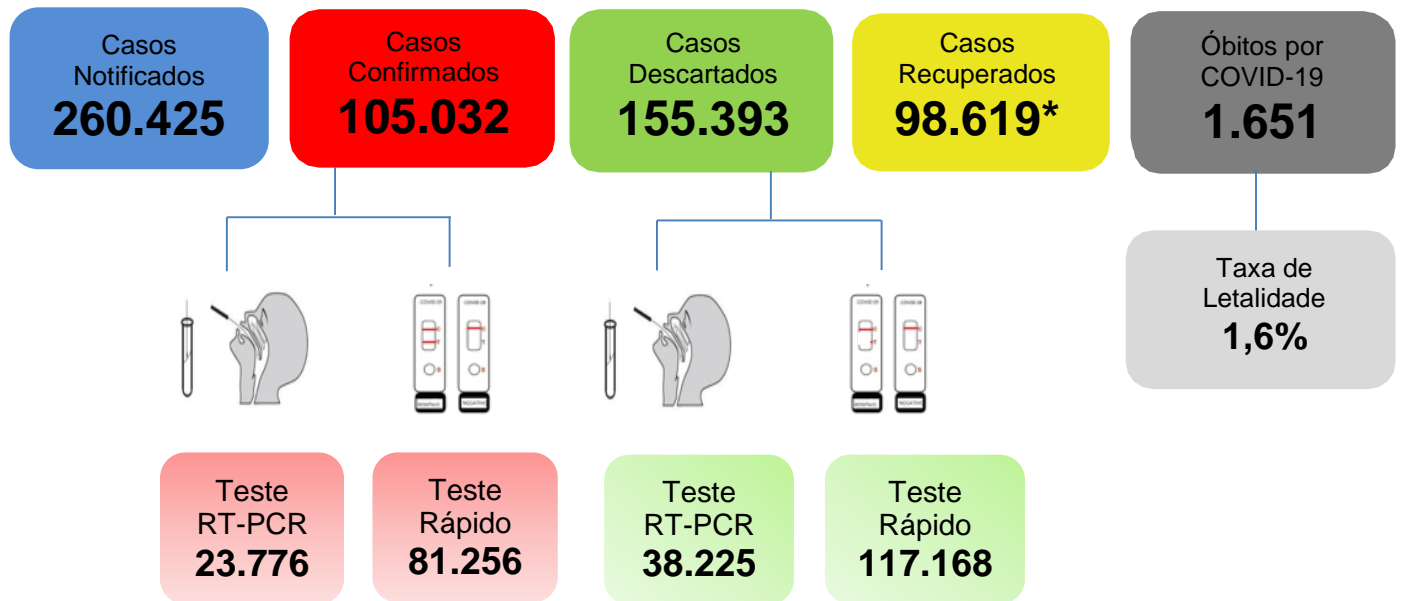 Casos
Notificados
260.425
Casos
Confirmados
105.032
Casos
Descartados
155.393
Casos
Recuperados
98.619*
Óbitos por
COVID-19
1.651
Taxa de
Letalidade
1,6%
COVID-19
C
T
S
Teste
RT-PCR
23.776
Teste
Rápido
81.256
Teste
RT-PCR
38.225
Teste
Rápido
117.168